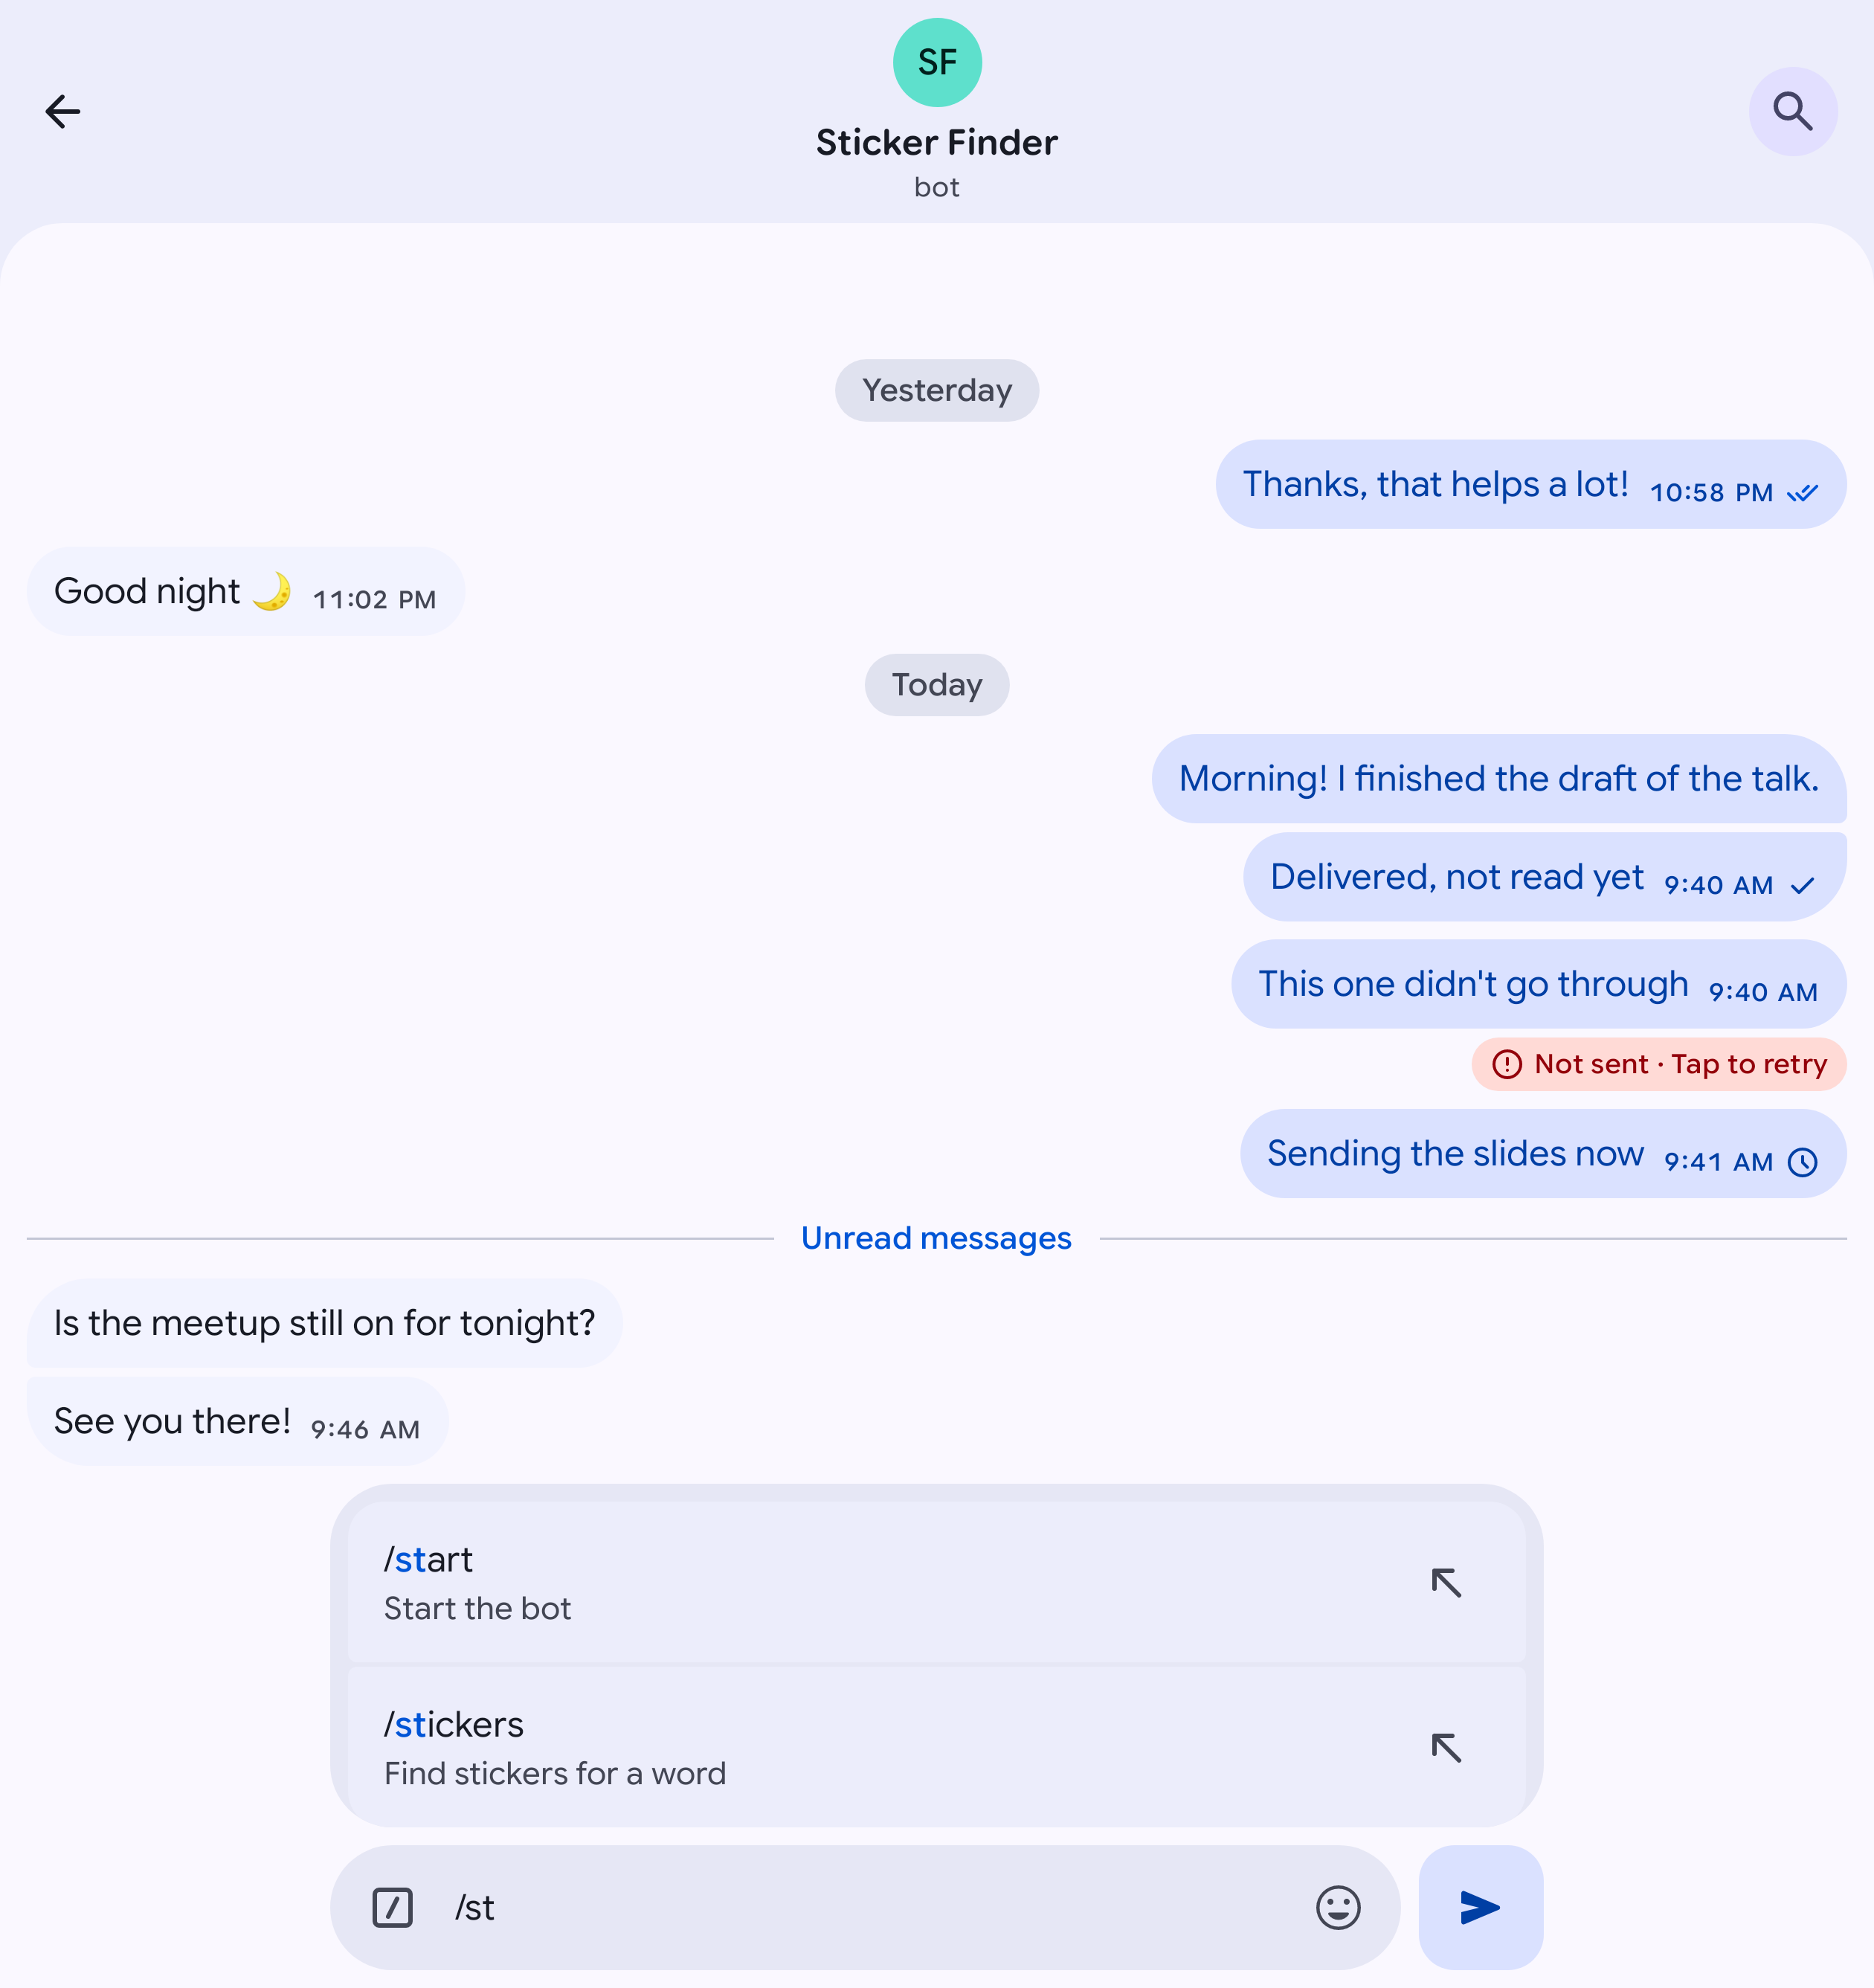 SF
Sticker Finder
bot
Yesterday
Thanks, that helps a lot! 10:58 PM
Good night 🌙 11:02 PM
Today
Morning! I finished the draft of the talk.
Delivered, not read yet 9:40 AM
This one didn't go through 9:40 AM
Not sent · Tap to retry
Sending the slides now 9:41 AM
Unread messages
Is the meetup still on for tonight?
See you there! 9:46 AM
/start
Start the bot
/stickers
Find stickers for a word
/st